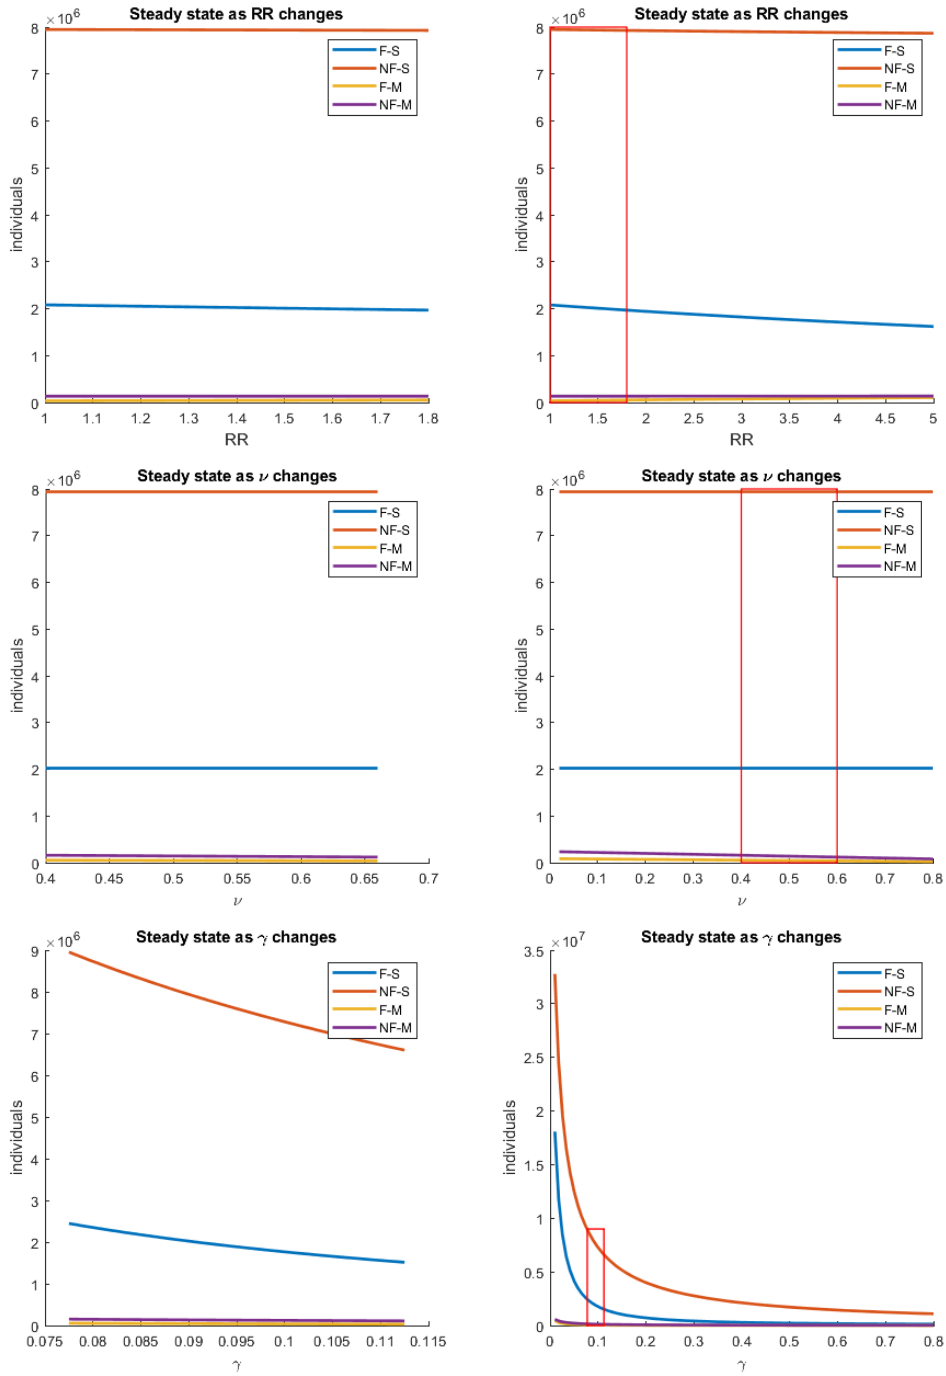 Steady state as RR changes
×10^6
8
7
6
5
4
3
2
1
0
individuals
F-S
NF-S
F-M
NF-M
1 1.1 1.2 1.3 1.4 1.5 1.6 1.7 1.8
RR
Steady state as RR changes
×10^6
8
7
6
5
4
3
2
1
0
individuals
F-S
NF-S
F-M
NF-M
1 1.5 2 2.5 3 3.5 4 4.5 5
RR
Steady state as ν changes
×10^6
8
7
6
5
4
3
2
1
0
individuals
F-S
NF-S
F-M
NF-M
0.4 0.45 0.5 0.55 0.6 0.65 0.7
ν
Steady state as ν changes
×10^6
8
7
6
5
4
3
2
1
0
individuals
F-S
NF-S
F-M
NF-M
0 0.1 0.2 0.3 0.4 0.5 0.6 0.7 0.8
ν
Steady state as γ changes
×10^6
9
8
7
6
5
4
3
2
1
0
individuals
F-S
NF-S
F-M
NF-M
0.075 0.08 0.085 0.09 0.095 0.1 0.105 0.11 0.115
γ
Steady state as γ changes
×10^7
3.5
3
2.5
2
1.5
1
0.5
0
individuals
F-S
NF-S
F-M
NF-M
0 0.1 0.2 0.3 0.4 0.5 0.6 0.7 0.8
γ